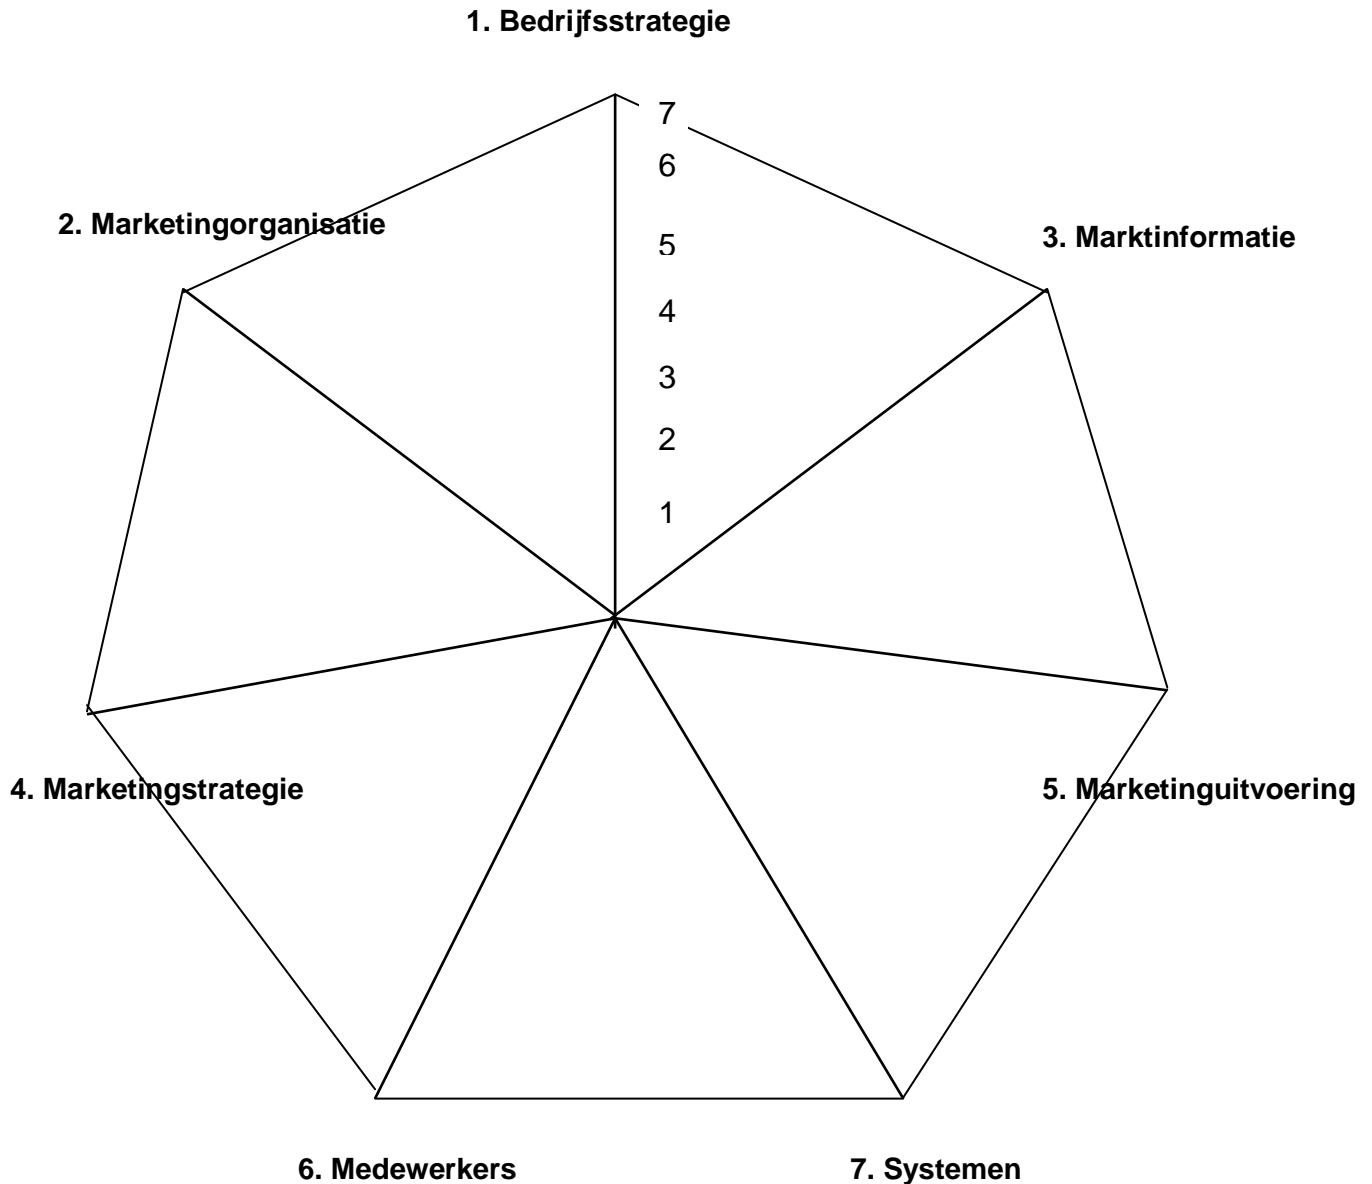 1. Bedrijfsstrategie
7
6
2. Marketingorganisatie
3. Marktinformatie
5
4
3
2
1
4. Marketingstrategie
5. Marketinguitvoering
6. Medewerkers
7. Systemen